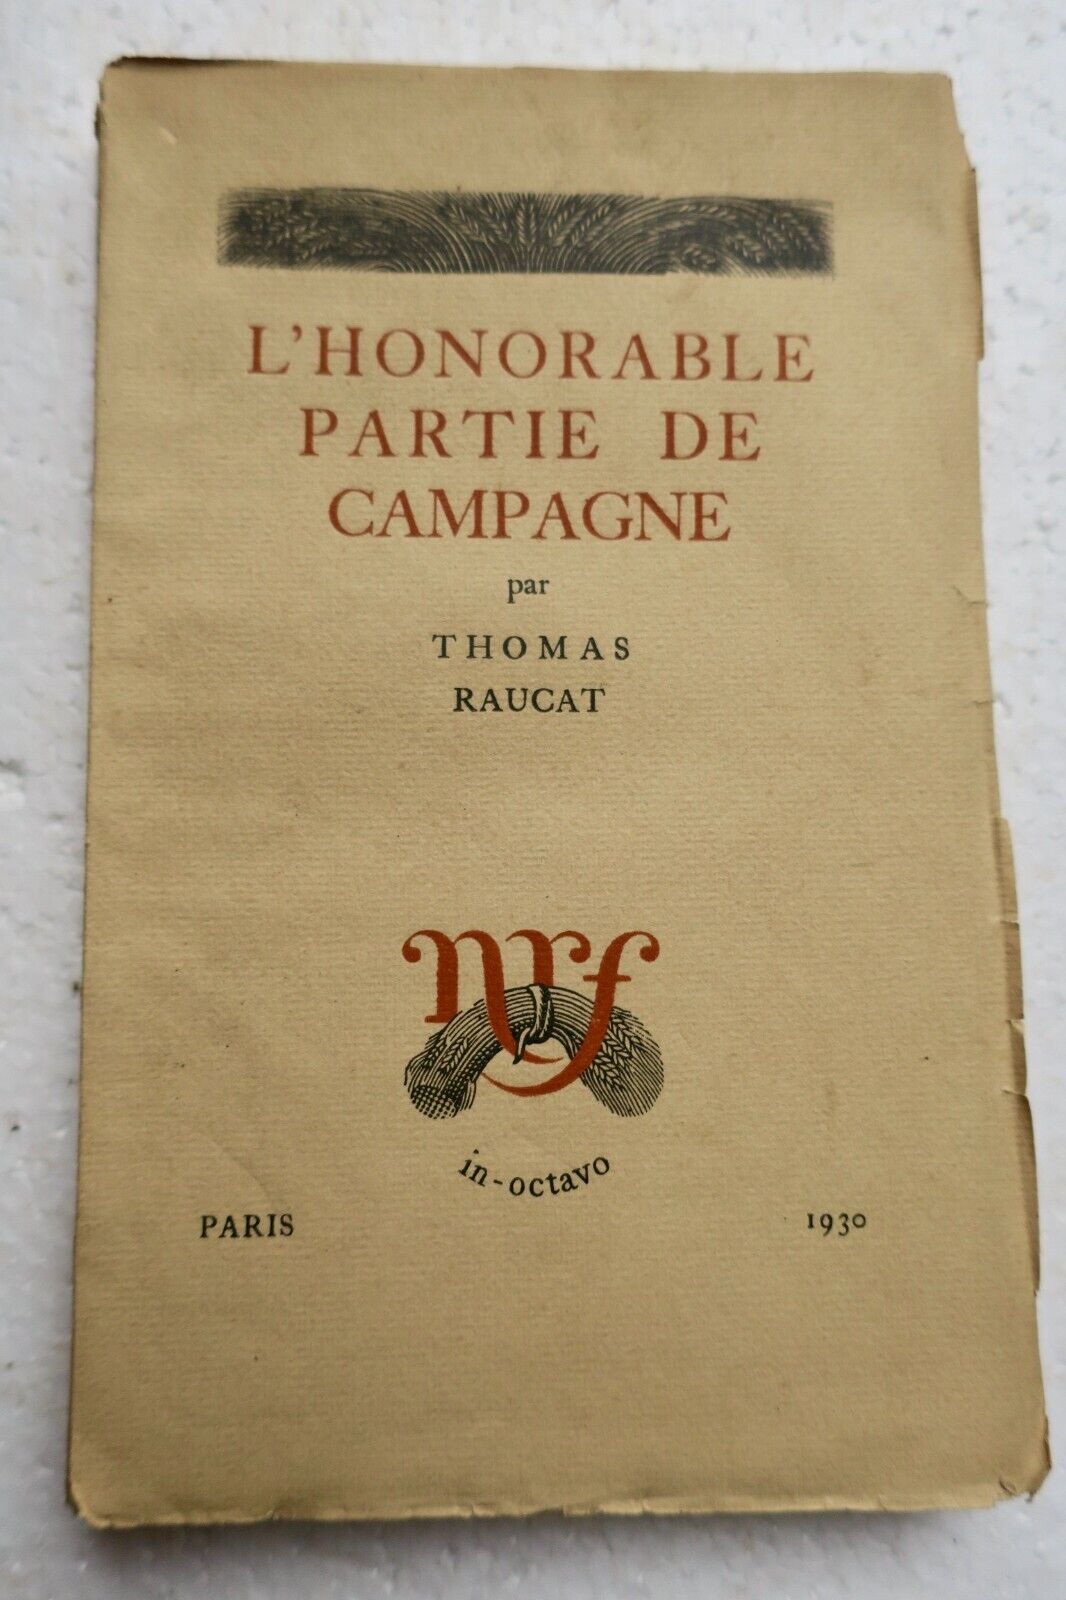 L'HONORABLE
PARTIE DE
CAMPAGNE
par
THOMAS
RAUCAT
nrf
in-octavo
PARIS 1930